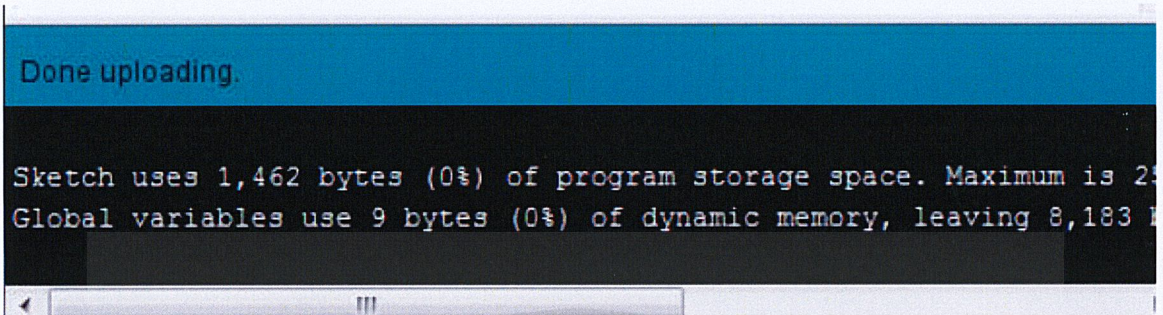 Done uploading.
Sketch uses 1,462 bytes (0%) of program storage space. Maximum is
Global variables use 9 bytes (0%) of dynamic memory, leaving 8,183